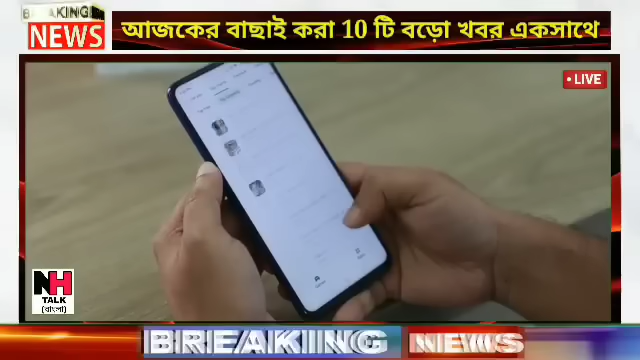 BREAKING
NEWS
আজকের বাছাই করা 10 টি বড়ো খবর একসাথে
LIVE
NH
TALK
(বাংলা)
BREAKING NEWS